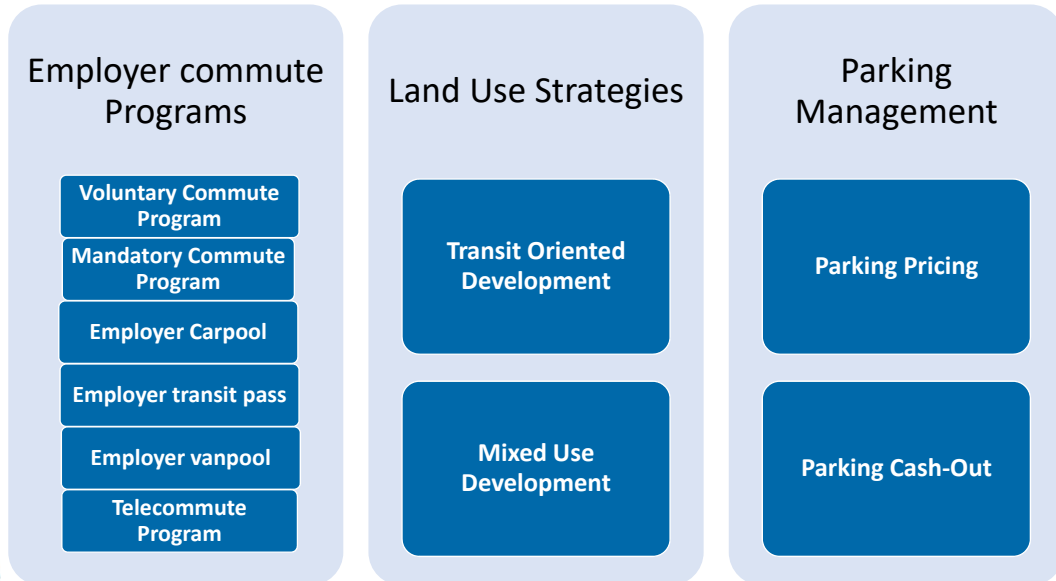 Employer commute
Programs
Voluntary Commute
Program
Mandatory Commute
Program
Employer Carpool
Employer transit pass
Employer vanpool
Telecommute
Program
Land Use Strategies
Transit Oriented
Development
Mixed Use
Development
Parking
Management
Parking Pricing
Parking Cash-Out